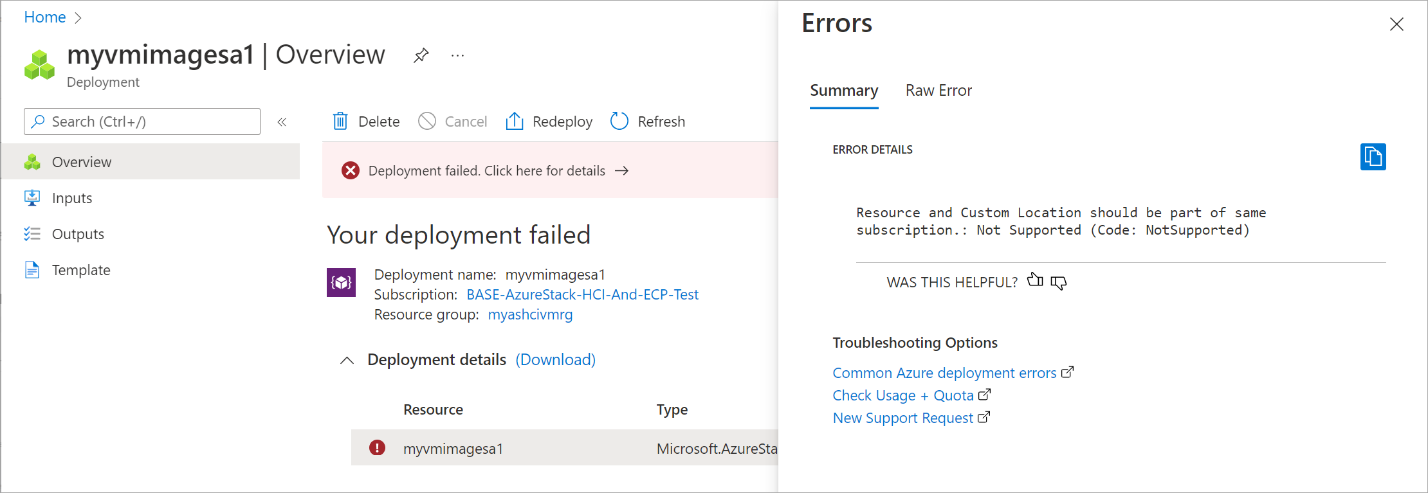 Home
myvmimagesa1 | Overview
Deployment
Search (Ctrl+/)
Overview
Inputs
Outputs
Template
Delete Cancel Redeploy Refresh
Deployment failed. Click here for details →
Your deployment failed
Deployment name: myvmimagesa1
Subscription: BASE-AzureStack-HCI-And-ECP-Test
Resource group: myashcivmrg
Deployment details (Download)
Resource Type
myvmimagesa1 Microsoft.AzureSta
Errors
Summary Raw Error
ERROR DETAILS
Resource and Custom Location should be part of same
subscription.: Not Supported (Code: NotSupported)
WAS THIS HELPFUL?
Troubleshooting Options
Common Azure deployment errors
Check Usage + Quota
New Support Request